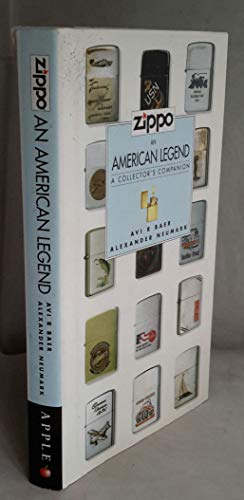 zippo
AN AMERICAN LEGEND
AVI R BAER
ALEXANDER NEUMARK
APPLE
zippo
AN
AMERICAN LEGEND
A COLLECTOR'S COMPANION
AVI R BAER
ALEXANDER NEUMARK
USN